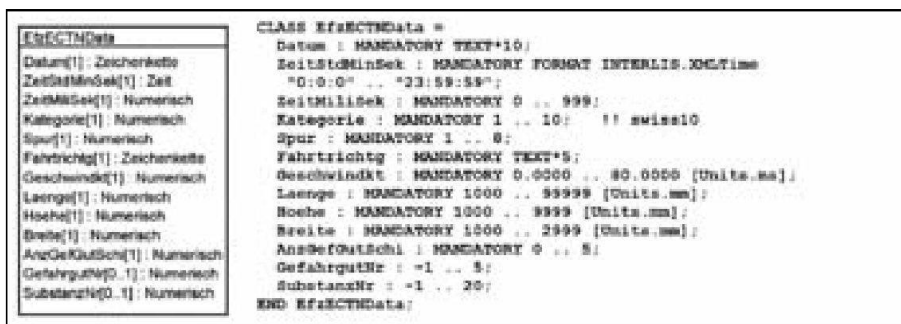 EfzECTNData
Datum[1] : Zeichenkette
ZeitStdMinSek[1] : Zeit
ZeitMiliSek[1] : Numerisch
Kategorie[1] : Numerisch
Spur[1] : Numerisch
Fahrtrichtg[1] : Zeichenkette
Geschwindkt[1] : Numerisch
Laenge[1] : Numerisch
Hoehe[1] : Numerisch
Breite[1] : Numerisch
AnzGefGutSchi[1] : Numerisch
GefahrgutNr[0..1] : Numerisch
SubstanzNr[0..1] : Numerisch
CLASS EfzECTNData =
Datum : MANDATORY TEXT*10;
ZeitStdMinSek : MANDATORY FORMAT INTERLIS.XMLTime
"0:0:0" .. "23:59:59";
ZeitMiliSek : MANDATORY 0 .. 999;
Kategorie : MANDATORY 1 .. 10; !! swiss10
Spur : MANDATORY 1 .. 8;
Fahrtrichtg : MANDATORY TEXT*5;
Geschwindkt : MANDATORY 0.0000 .. 80.0000 [Units.ms];
Laenge : MANDATORY 1000 .. 99999 [Units.mm];
Hoehe : MANDATORY 1000 .. 9999 [Units.mm];
Breite : MANDATORY 1000 .. 2999 [Units.mm];
AnzGefGutSchi : MANDATORY 0 .. 5;
GefahrgutNr : -1 .. 5;
SubstanzNr : -1 .. 20;
END EfzECTNData;